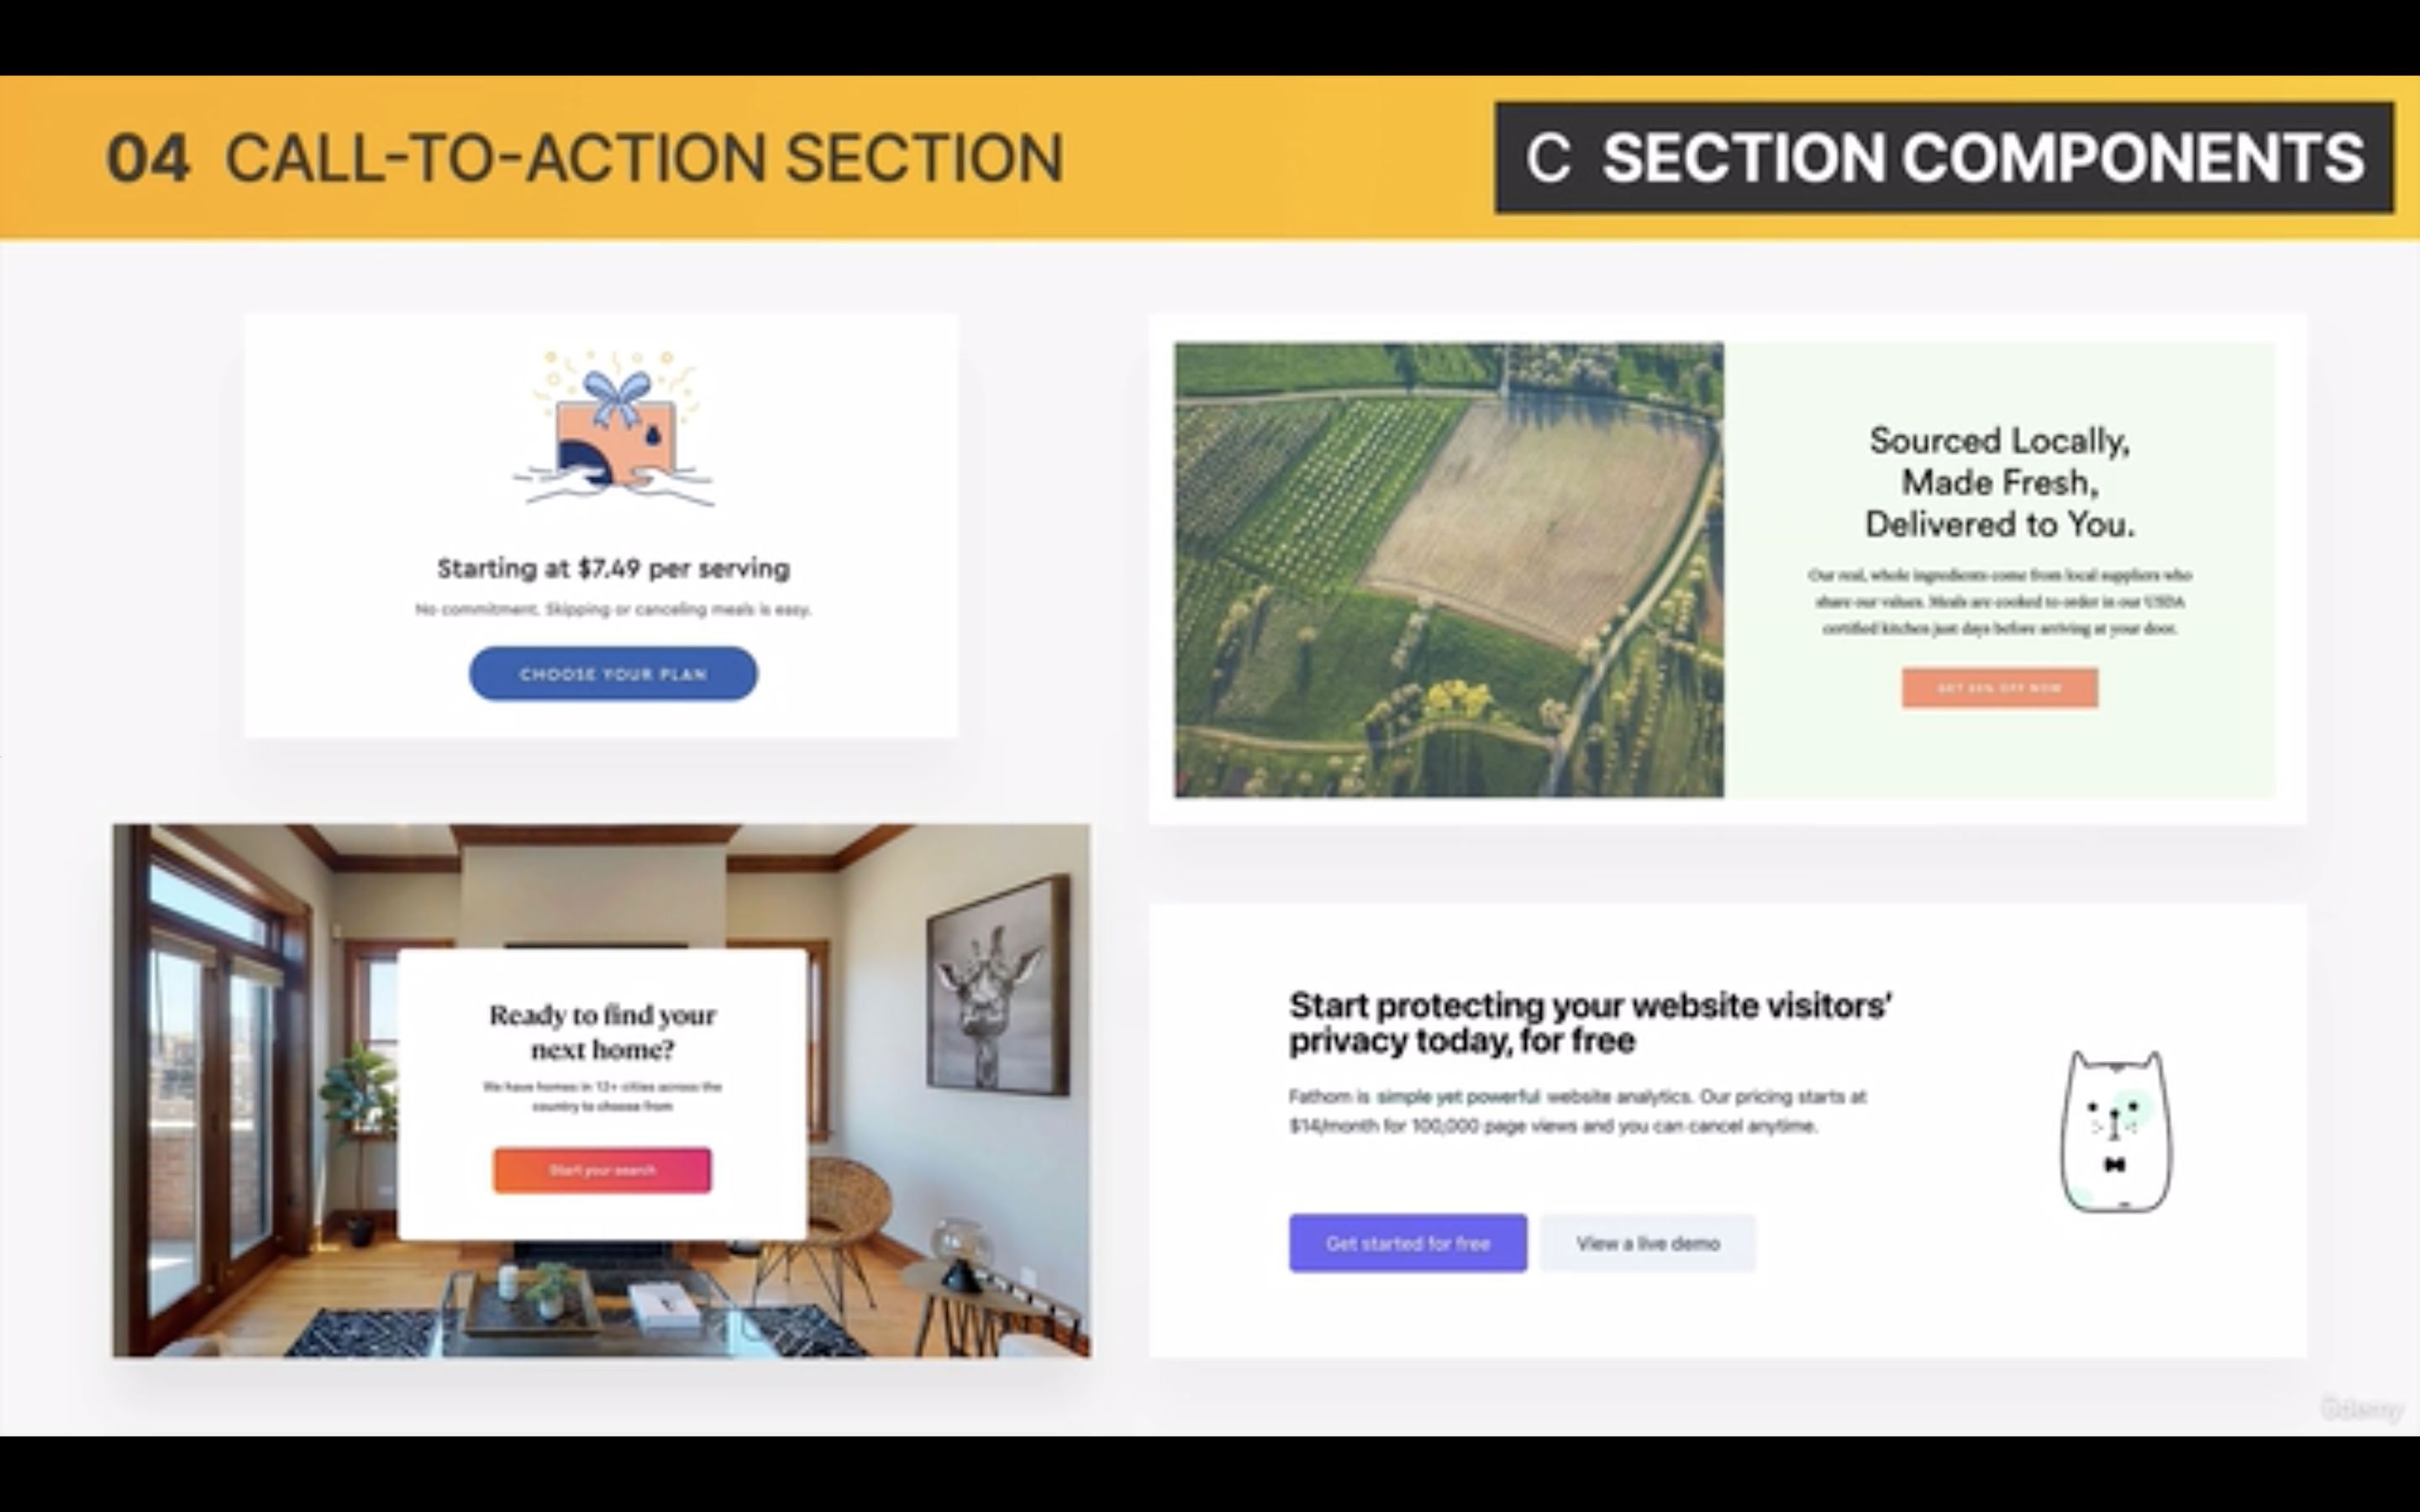 04 CALL-TO-ACTION SECTION
C SECTION COMPONENTS
Starting at $7.49 per serving
No commitment. Skipping or canceling meals is easy.
CHOOSE YOUR PLAN
Sourced Locally,
Made Fresh,
Delivered to You.
Our real, whole ingredients come from local suppliers who
share our values. Meals are cooked to order in our USDA
certified kitchen just days before arriving at your door.
GET OFF NOW
Ready to find your
next home?
We have homes in 12+ cities across the
country to choose from
Start your search
Start protecting your website visitors’
privacy today, for free
Fathom is simple yet powerful website analytics. Our pricing starts at
$14/month for 100,000 page views and you can cancel anytime.
Get started for free
View a live demo
Udemy